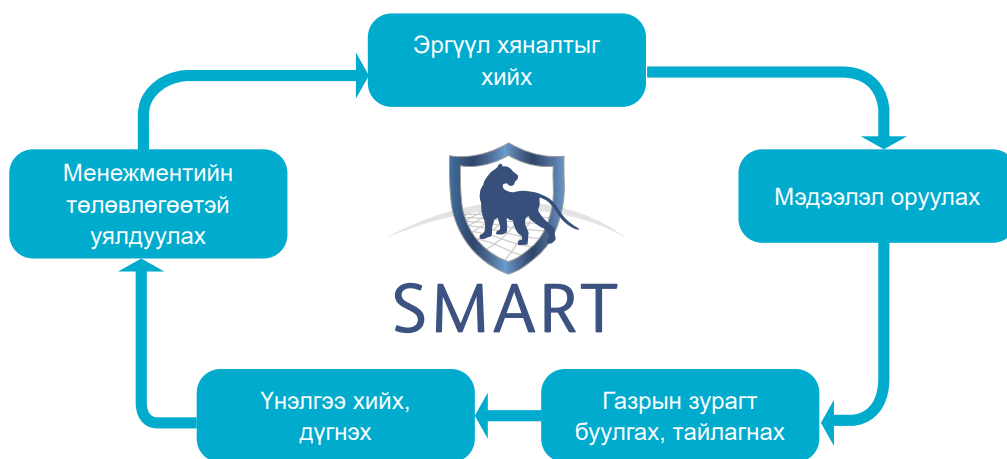 Эргүүл хяналтыг
хийх
Мэдээлэл оруулах
Газрын зурагт
буулгах, тайлагнах
Үнэлгээ хийх,
дүгнэх
Менежментийн
төлөвлөгөөтэй
уялдуулах
SMART